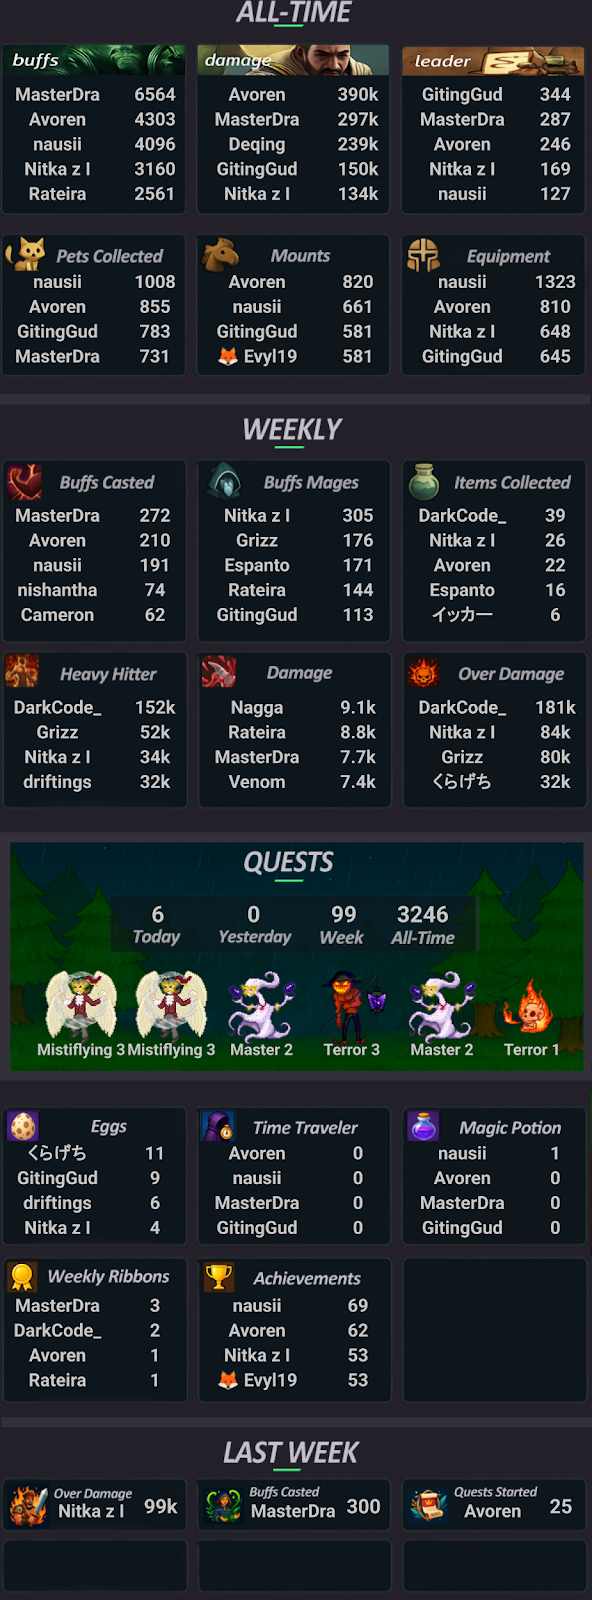 ALL-TIME
buffs
MasterDra 6564
Avoren 4303
nausii 4096
Nitka z l 3160
Rateira 2561
damage
Avoren 390k
MasterDra 297k
Deqing 239k
GitingGud 150k
Nitka z l 134k
leader
GitingGud 344
MasterDra 287
Avoren 246
Nitka z l 169
nausii 127
Pets Collected
nausii 1008
Avoren 855
GitingGud 783
MasterDra 731
Mounts
Avoren 820
nausii 661
GitingGud 581
🦊 Evyl19 581
Equipment
nausii 1323
Avoren 810
Nitka z l 648
GitingGud 645
WEEKLY
Buffs Casted
MasterDra 272
Avoren 210
nausii 191
nishantha 74
Cameron 62
Buffs Mages
Nitka z l 305
Grizz 176
Espanto 171
Rateira 144
GitingGud 113
Items Collected
DarkCode_ 39
Nitka z l 26
Avoren 22
Espanto 16
イッカー 6
Heavy Hitter
DarkCode_ 152k
Grizz 52k
Nitka z l 34k
driftings 32k
Damage
Nagga 9.1k
Rateira 8.8k
MasterDra 7.7k
Venom 7.4k
Over Damage
DarkCode_ 181k
Nitka z l 84k
Grizz 80k
くらげち 32k
QUESTS
6 0 99 3246
Today Yesterday Week All-Time
Mistiflying 3 Mistiflying 3 Master 2 Terror 3 Master 2 Terror 1
Eggs
くらげち 11
GitingGud 9
driftings 6
Nitka z l 4
Time Traveler
Avoren 0
nausii 0
MasterDra 0
GitingGud 0
Magic Potion
nausii 1
Avoren 0
MasterDra 0
GitingGud 0
Weekly Ribbons
MasterDra 3
DarkCode_ 2
Avoren 1
Rateira 1
Achievements
nausii 69
Avoren 62
Nitka z l 53
🦊 Evyl19 53
LAST WEEK
Over Damage
Nitka z l 99k
Buffs Casted
MasterDra 300
Quests Started
Avoren 25